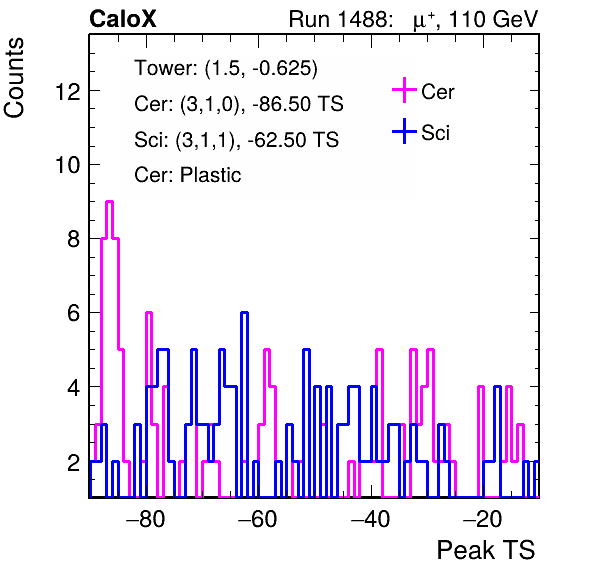 CaloX Run 1488: μ⁺, 110 GeV
Counts
Tower: (1.5, -0.625)
Cer: (3,1,0), -86.50 TS
Sci: (3,1,1), -62.50 TS
Cer: Plastic
Cer
Sci
12
10
8
6
4
2
−80 −60 −40 −20
Peak TS